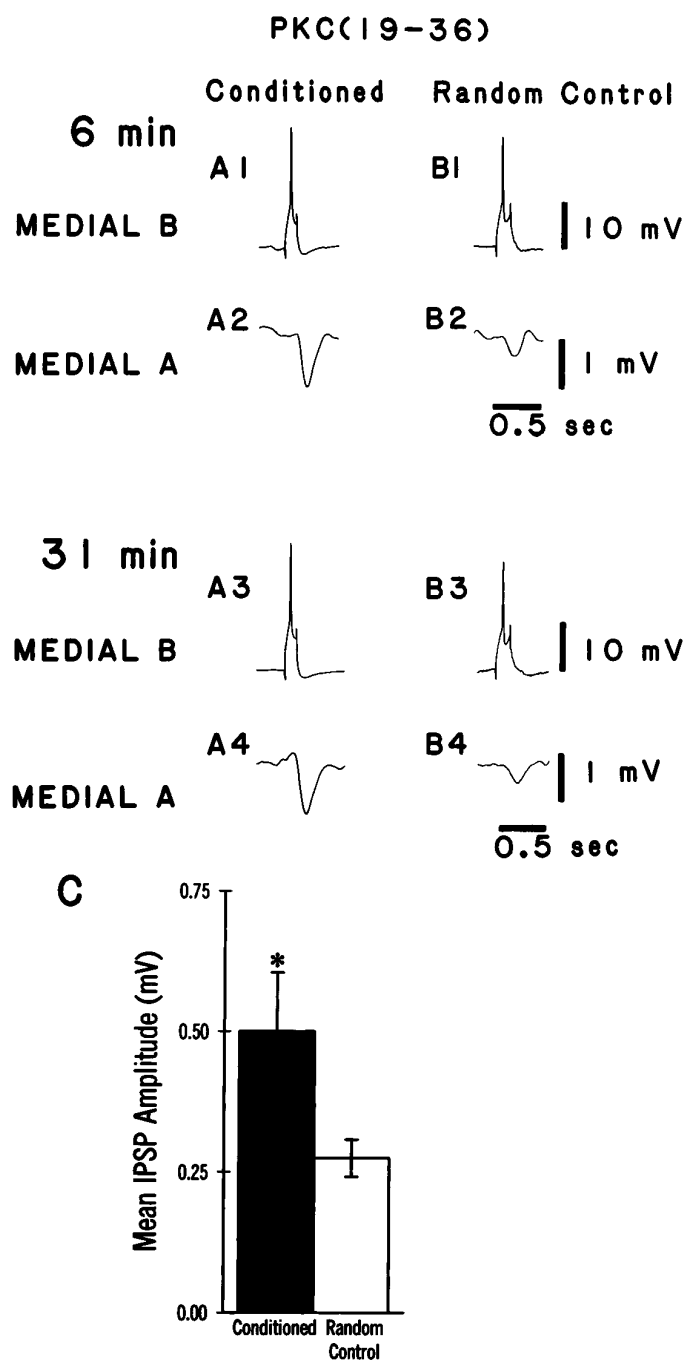 PKC(19-36)
Conditioned Random Control
6 min
A1 B1
MEDIAL B 10 mV
A2 B2
MEDIAL A 1 mV
0.5 sec
31 min
A3 B3
MEDIAL B 10 mV
A4 B4
MEDIAL A 1 mV
0.5 sec
C
0.75
*
0.50
0.25
0.00
Mean IPSP Amplitude (mV)
Conditioned Random
Control